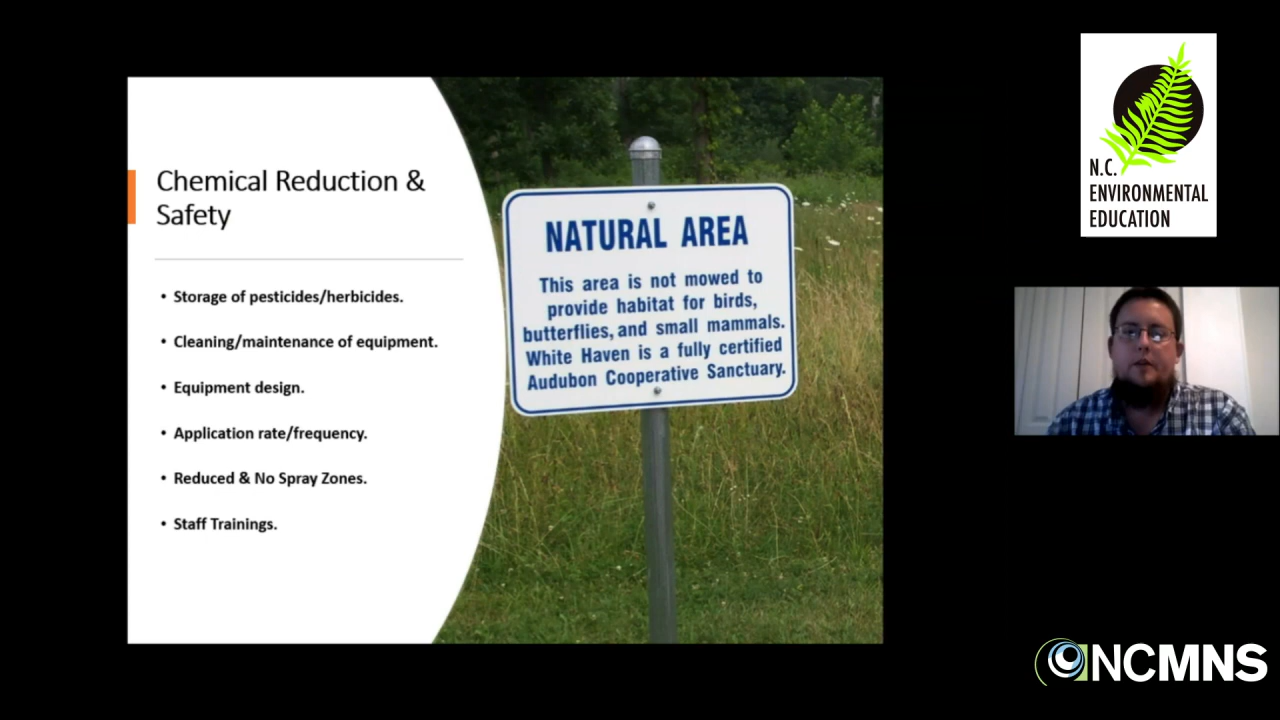 Chemical Reduction &
Safety
• Storage of pesticides/herbicides.
• Cleaning/maintenance of equipment.
• Equipment design.
• Application rate/frequency.
• Reduced & No Spray Zones.
• Staff Trainings.
NATURAL AREA
This area is not mowed to
provide habitat for birds,
butterflies, and small mammals.
White Haven is a fully certified
Audubon Cooperative Sanctuary.
N.C.
ENVIRONMENTAL
EDUCATION
NCMNS